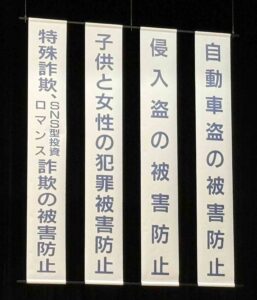 自動車盗の被害防止
侵入盗の被害防止
子供と女性の犯罪被害防止
特殊詐欺、SNS型投資ロマンス詐欺の被害防止